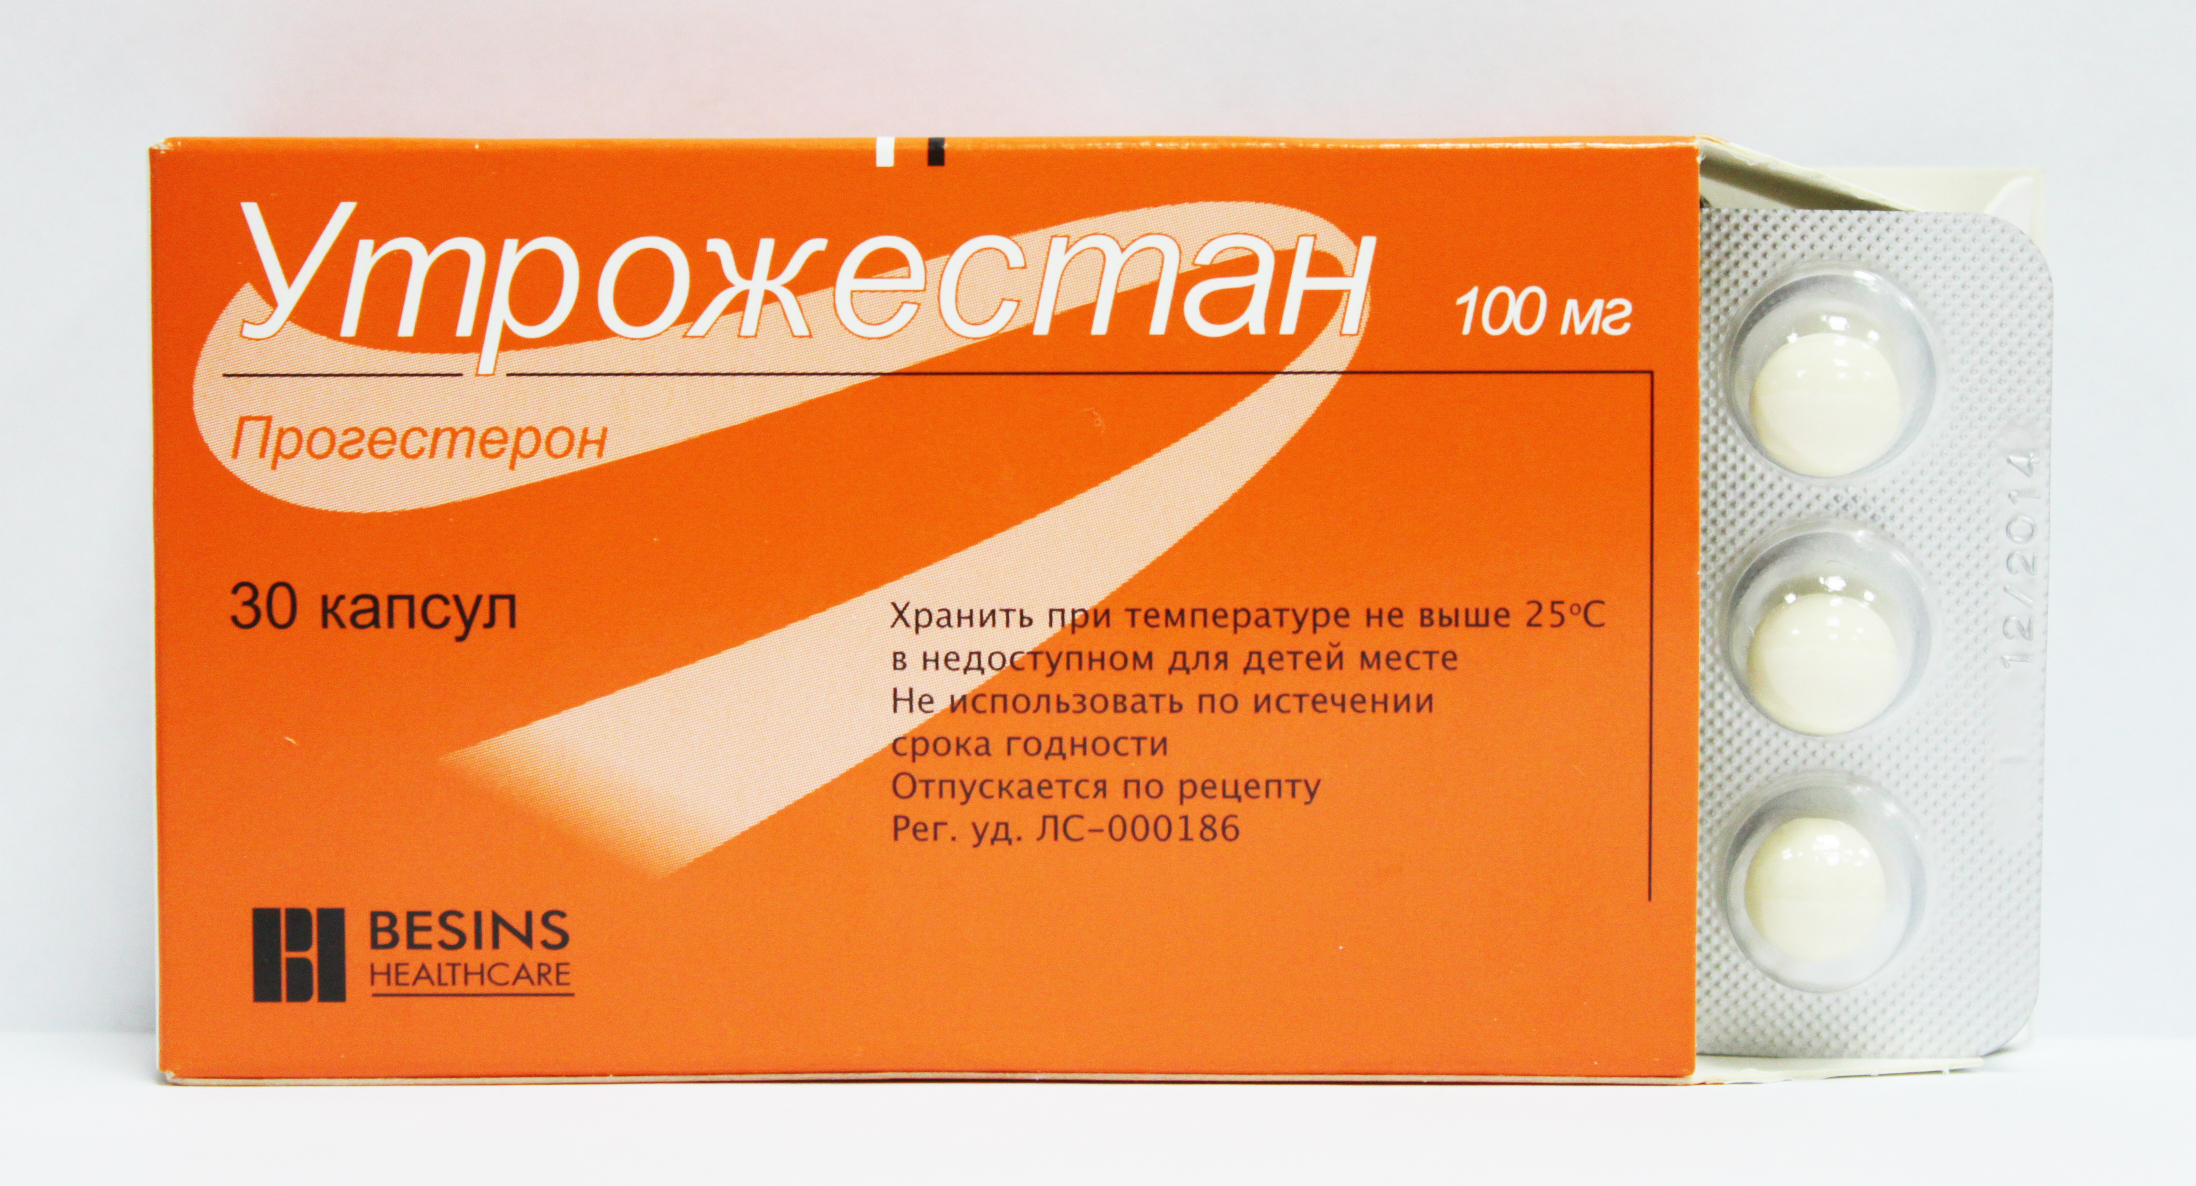 Утрожестан 100 мг
Прогестерон
30 капсул
Хранить при температуре не выше 25°C
в недоступном для детей месте
Не использовать по истечении
срока годности
Отпускается по рецепту
Рег. уд. ЛС-000186
BESINS
HEALTHCARE
12/2014